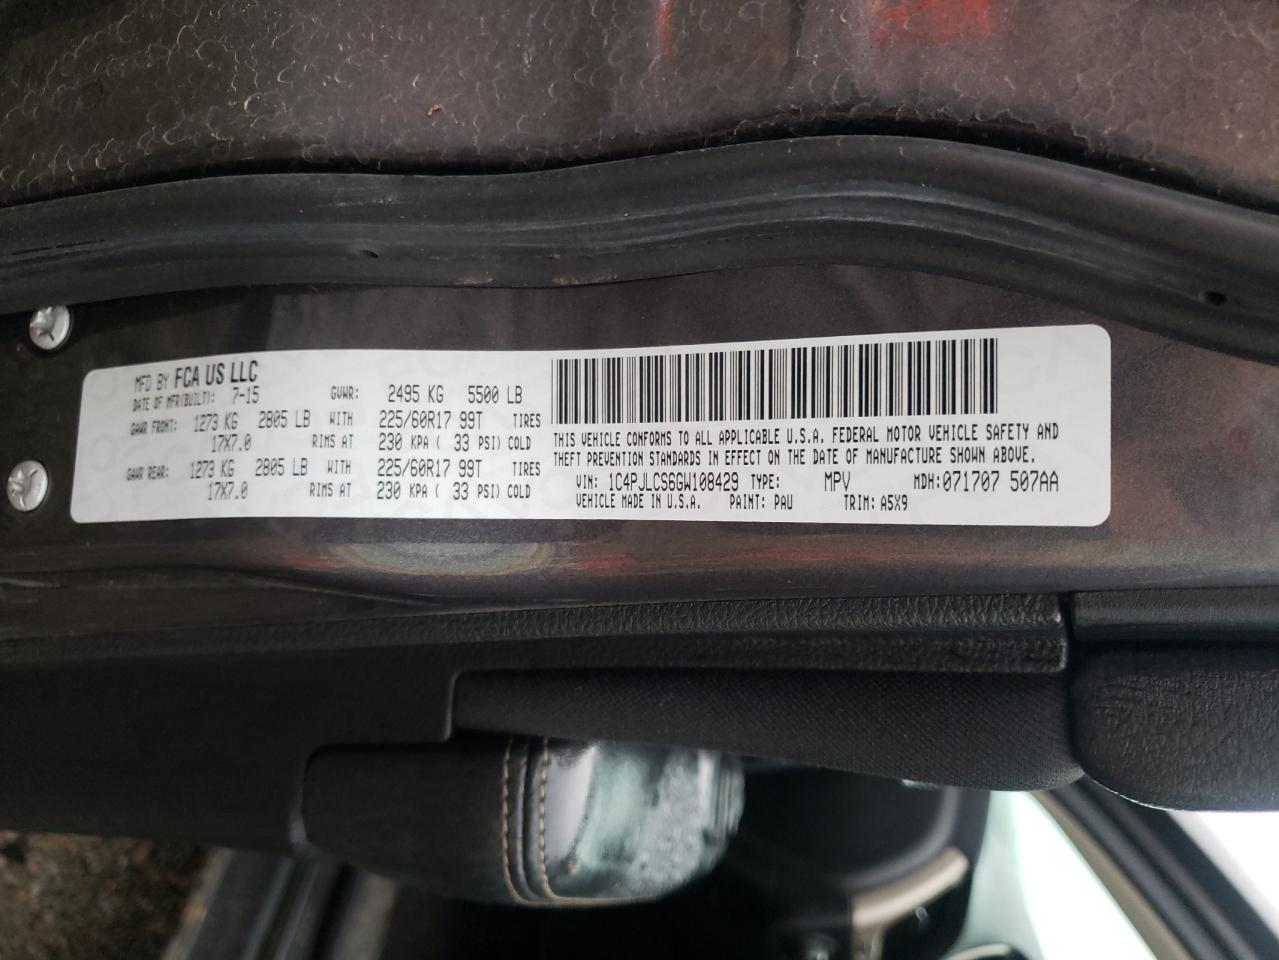 MFD BY FCA US LLC
DATE OF MFR(BUILT): 7-15 GVWR: 2495 KG 5500 LB
GAWR FRONT: 1273 KG 2805 LB WITH 225/60R17 99T TIRES
17X7.0 RIMS AT 230 KPA ( 33 PSI) COLD
GAWR REAR: 1273 KG 2805 LB WITH 225/60R17 99T TIRES
17X7.0 RIMS AT 230 KPA ( 33 PSI) COLD
THIS VEHICLE CONFORMS TO ALL APPLICABLE U.S.A. FEDERAL MOTOR VEHICLE SAFETY AND
THEFT PREVENTION STANDARDS IN EFFECT ON THE DATE OF MANUFACTURE SHOWN ABOVE.
VIN: 1C4PJLCS6GW108429 TYPE: MPV MDH:071707 507AA
VEHICLE MADE IN U.S.A. PAINT: PAU TRIM: A5X9